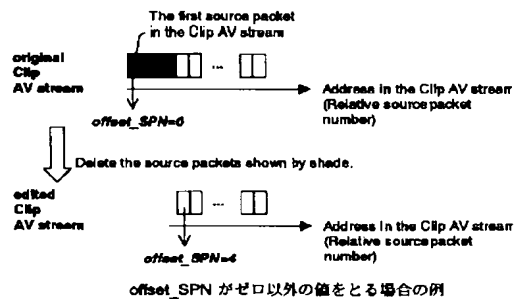 The first source packet
in the Clip AV stream
original
Clip
AV stream
...
Address in the Clip AV stream
(Relative source packet
number)
offset_SPN=0
Delete the source packets shown by shade.
edited
Clip
AV stream
...
Address in the Clip AV stream
(Relative source packet
number)
offset_SPN=4
offset_SPN がゼロ以外の値をとる場合の例